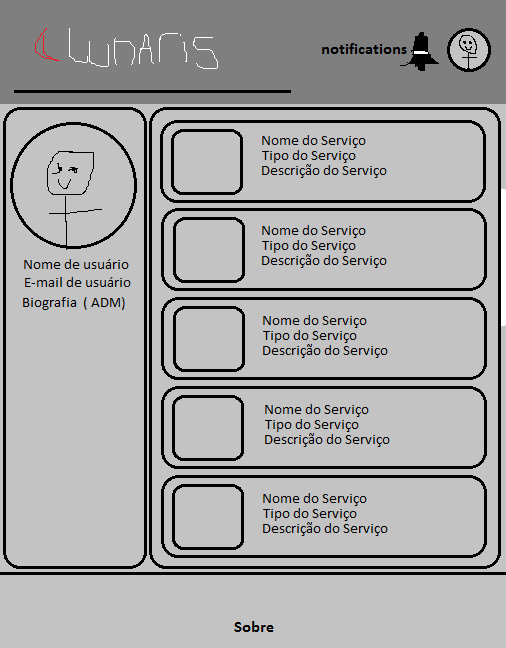 Lunaris
notifications
Nome de usuário
E-mail de usuário
Biografia ( ADM)
Nome do Serviço
Tipo do Serviço
Descrição do Serviço
Nome do Serviço
Tipo do Serviço
Descrição do Serviço
Nome do Serviço
Tipo do Serviço
Descrição do Serviço
Nome do Serviço
Tipo do Serviço
Descrição do Serviço
Nome do Serviço
Tipo do Serviço
Descrição do Serviço
Sobre